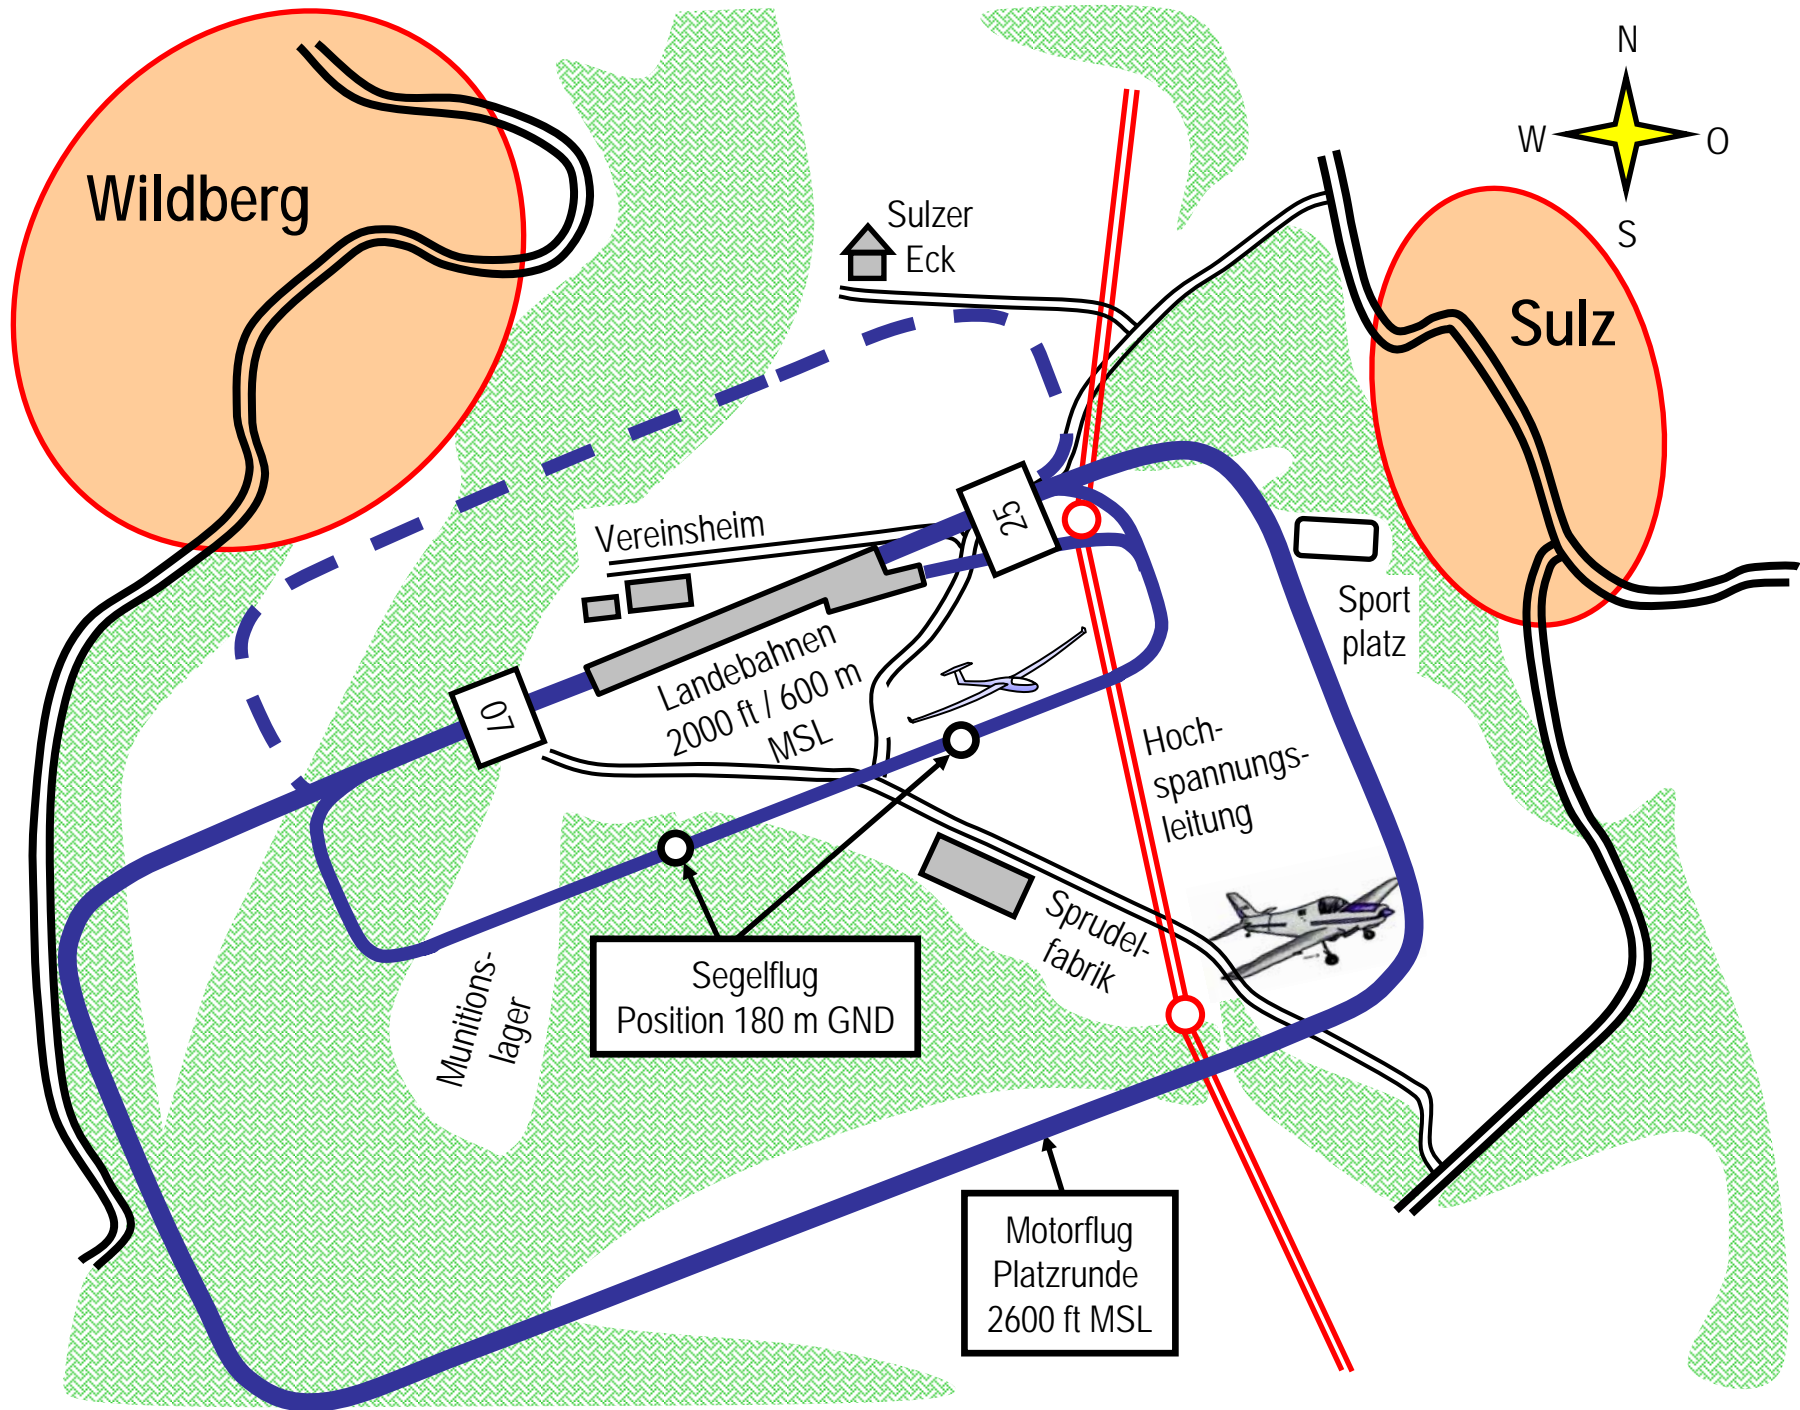 N
W
O
S
Wildberg
Sulzer
Eck
Sulz
25
Vereinsheim
Sport
platz
Landebahnen
2000 ft / 600 m
MSL
07
Hoch-
spannungs-
leitung
Sprudel-
fabrik
Munitions-
lager
Segelflug
Position 180 m GND
Motorflug
Platzrunde
2600 ft MSL